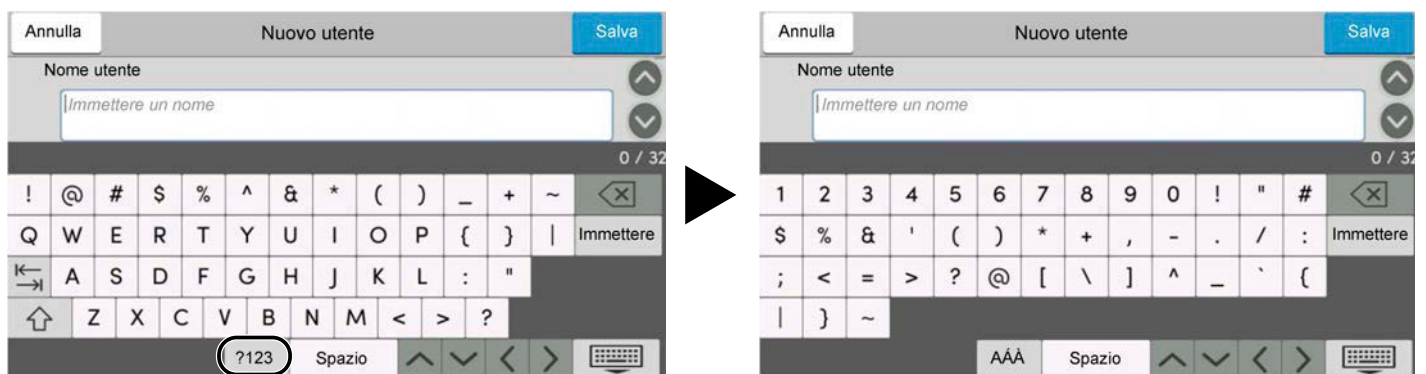 Annulla Nuovo utente Salva
Nome utente
Immettere un nome
0 / 32
! @ # $ % ^ & * ( ) _ + ~
Q W E R T Y U I O P { } | Immettere
A S D F G H J K L : "
Z X C V B N M < > ?
?123 Spazio
Annulla Nuovo utente Salva
Nome utente
Immettere un nome
0 / 32
1 2 3 4 5 6 7 8 9 0 ! " #
$ % & ' ( ) * + , - . / : Immettere
; < = > ? @ [ \ ] ^ _ ` {
| } ~
AÁÀ Spazio